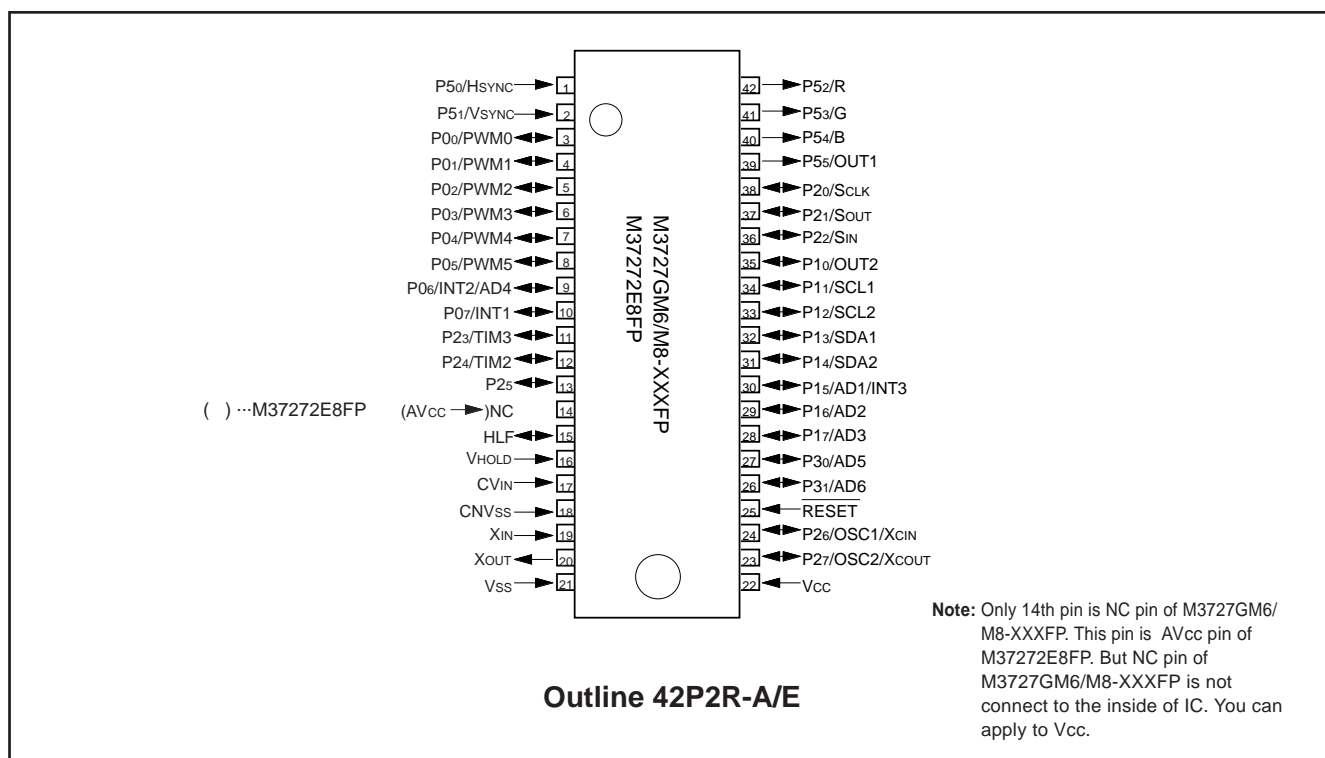 P50/HSYNC 1
P51/VSYNC 2
P00/PWM0 3
P01/PWM1 4
P02/PWM2 5
P03/PWM3 6
P04/PWM4 7
P05/PWM5 8
P06/INT2/AD4 9
P07/INT1 10
P23/TIM3 11
P24/TIM2 12
P25 13
( ) ···M37272E8FP (AVCC )NC 14
HLF 15
VHOLD 16
CVIN 17
CNVSS 18
XIN 19
XOUT 20
VSS 21
M3727GM6/M8-XXXFP
M37272E8FP
42 P52/R
41 P53/G
40 P54/B
39 P55/OUT1
38 P20/SCLK
37 P21/SOUT
36 P22/SIN
35 P10/OUT2
34 P11/SCL1
33 P12/SCL2
32 P13/SDA1
31 P14/SDA2
30 P15/AD1/INT3
29 P16/AD2
28 P17/AD3
27 P30/AD5
26 P31/AD6
25 RESET
24 P26/OSC1/XCIN
23 P27/OSC2/XCOUT
22 VCC
Note: Only 14th pin is NC pin of M3727GM6/
M8-XXXFP. This pin is AVcc pin of
M37272E8FP. But NC pin of
M3727GM6/M8-XXXFP is not
connect to the inside of IC. You can
apply to Vcc.
Outline 42P2R-A/E